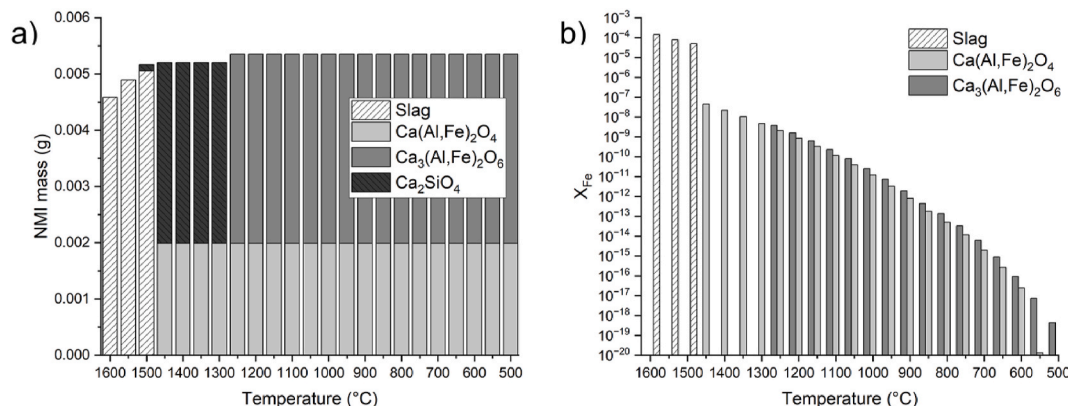 a)
0.006
0.005
0.004
0.003
0.002
0.001
0.000
NMI mass (g)
Slag
Ca(Al,Fe)₂O₄
Ca₃(Al,Fe)₂O₆
Ca₂SiO₄
1600 1500 1400 1300 1200 1100 1000 900 800 700 600 500
Temperature (°C)
b)
10⁻³
10⁻⁴
10⁻⁵
10⁻⁶
10⁻⁷
10⁻⁸
10⁻⁹
10⁻¹⁰
10⁻¹¹
10⁻¹²
10⁻¹³
10⁻¹⁴
10⁻¹⁵
10⁻¹⁶
10⁻¹⁷
10⁻¹⁸
10⁻¹⁹
10⁻²⁰
X_Fe
Slag
Ca(Al,Fe)₂O₄
Ca₃(Al,Fe)₂O₆
1600 1500 1400 1300 1200 1100 1000 900 800 700 600 500
Temperature (°C)